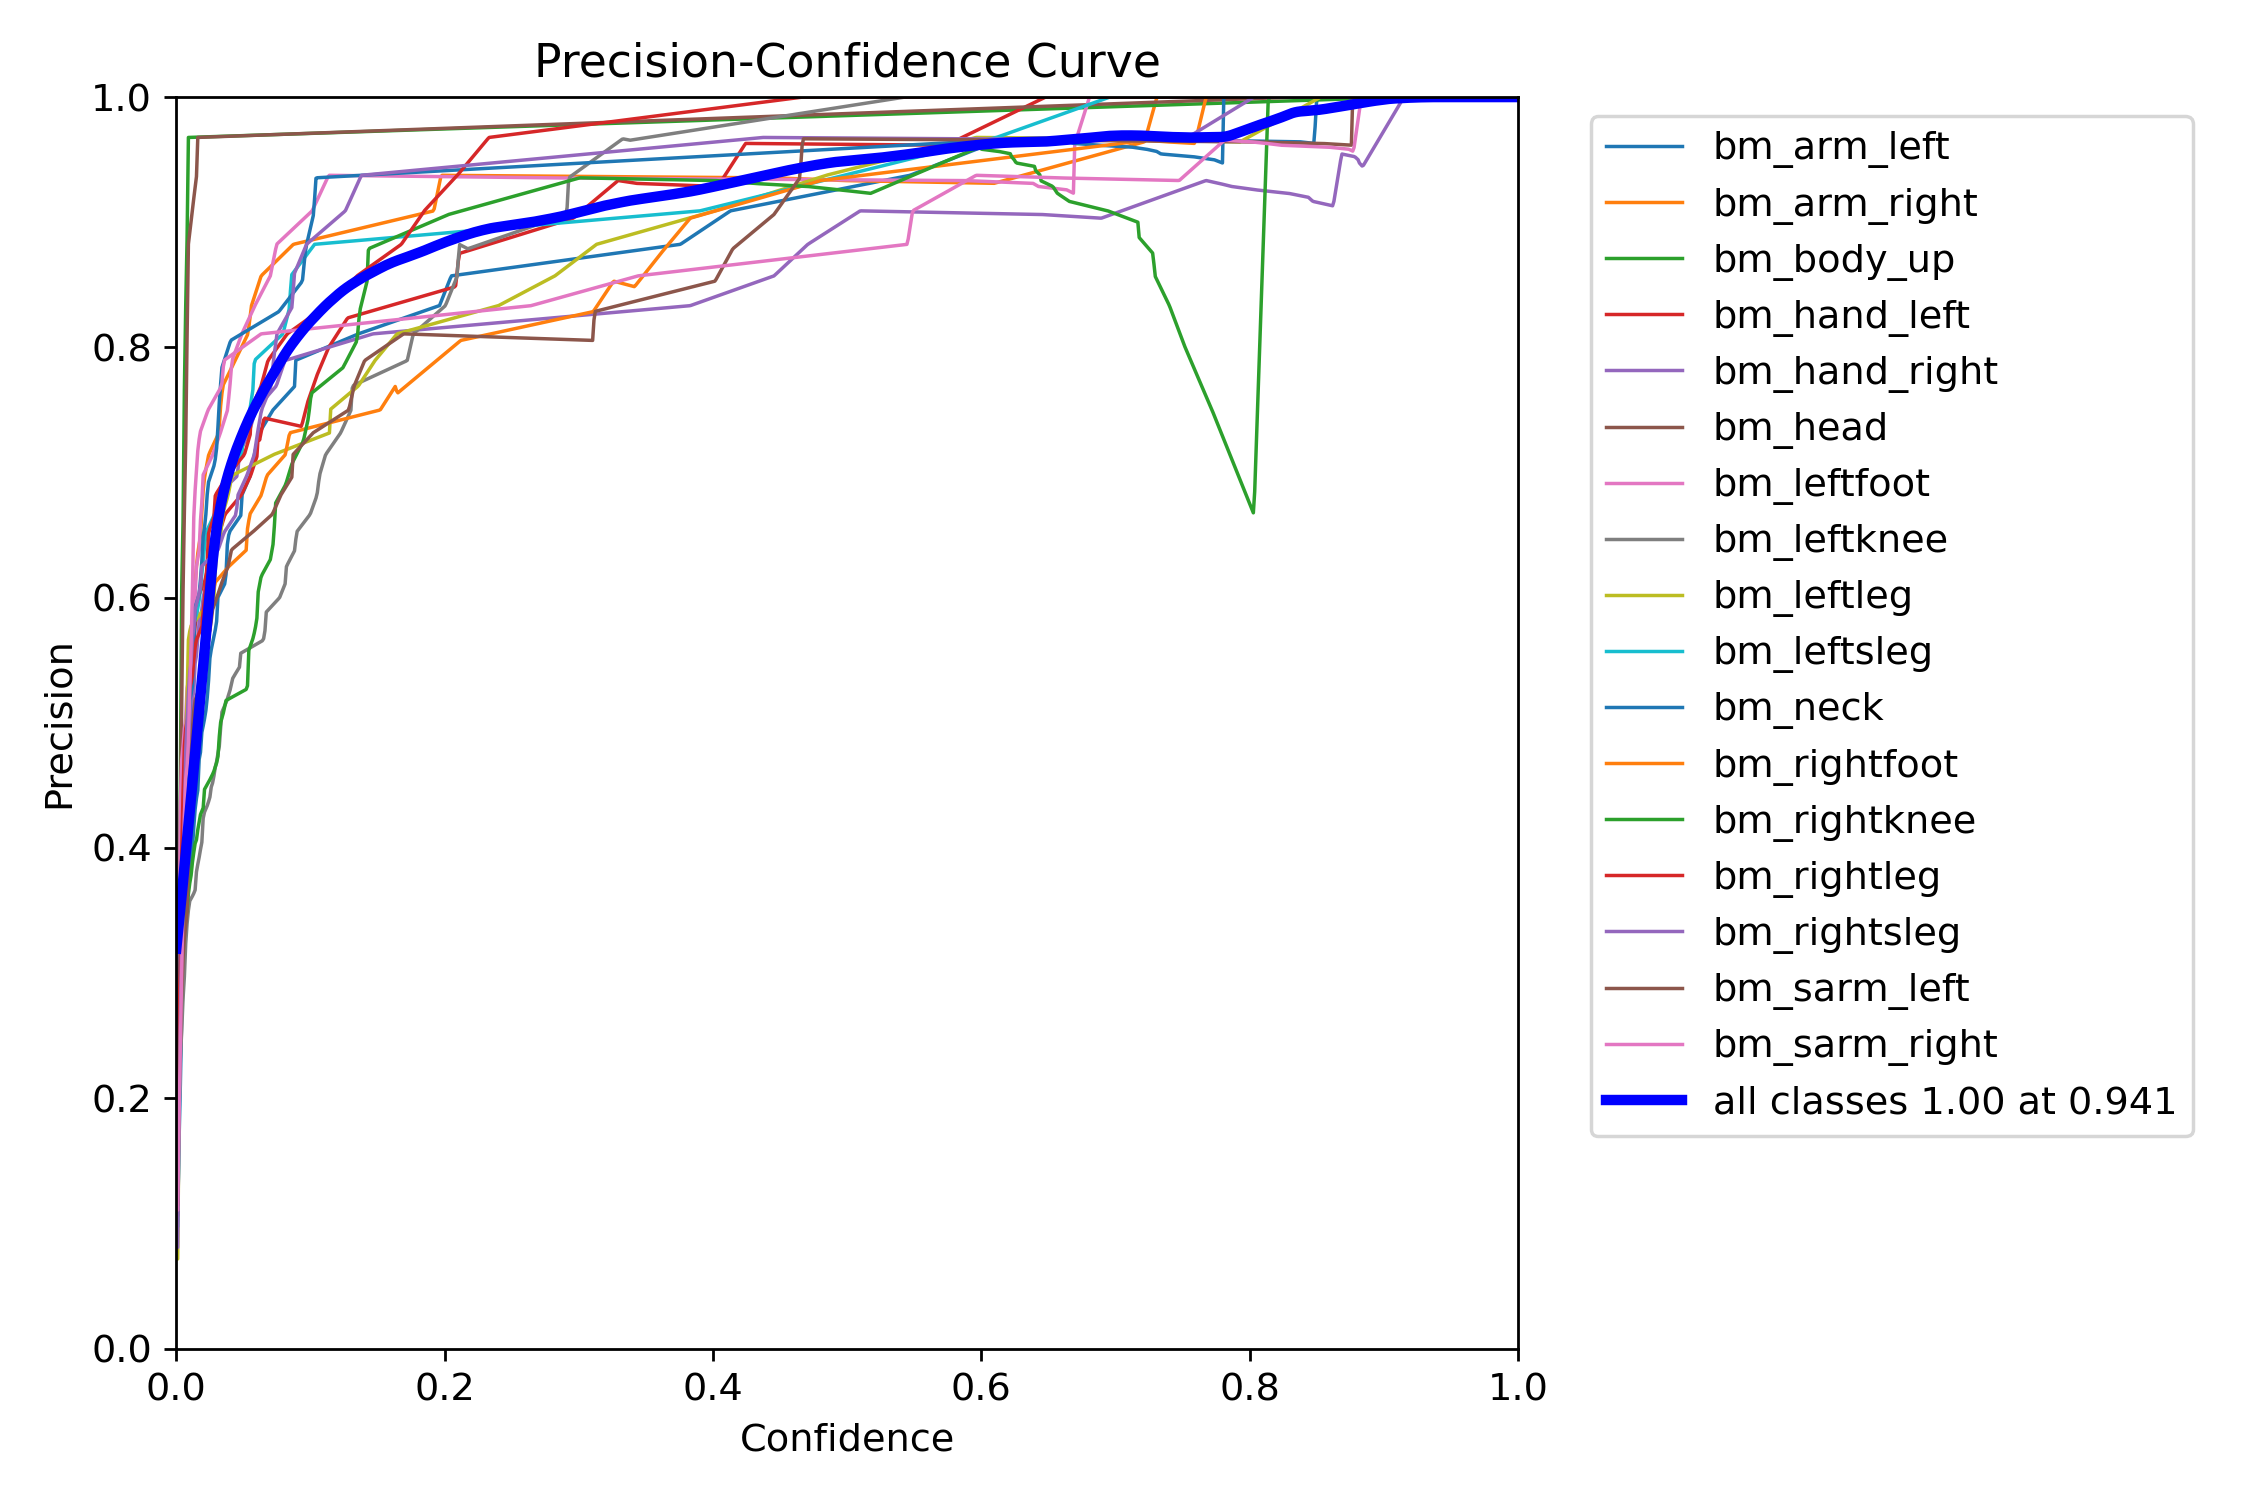 Precision-Confidence Curve
1.0
0.8
0.6
0.4
0.2
0.0
Precision
0.0 0.2 0.4 0.6 0.8 1.0
Confidence
bm_arm_left
bm_arm_right
bm_body_up
bm_hand_left
bm_hand_right
bm_head
bm_leftfoot
bm_leftknee
bm_leftleg
bm_leftsleg
bm_neck
bm_rightfoot
bm_rightknee
bm_rightleg
bm_rightsleg
bm_sarm_left
bm_sarm_right
all classes 1.00 at 0.941